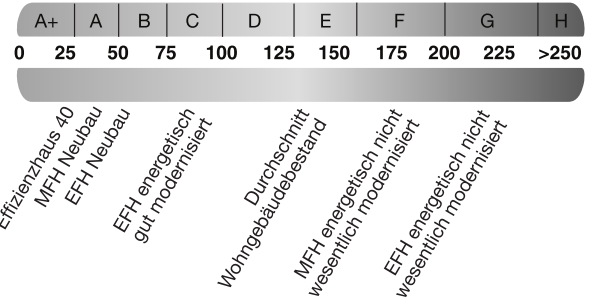 A+ A B C D E F G H
0 25 50 75 100 125 150 175 200 225 >250
Effizienzhaus 40
MFH Neubau
EFH Neubau
EFH energetisch
gut modernisiert
Durchschnitt
Wohngebäudebestand
MFH energetisch nicht
wesentlich modernisiert
EFH energetisch nicht
wesentlich modernisiert